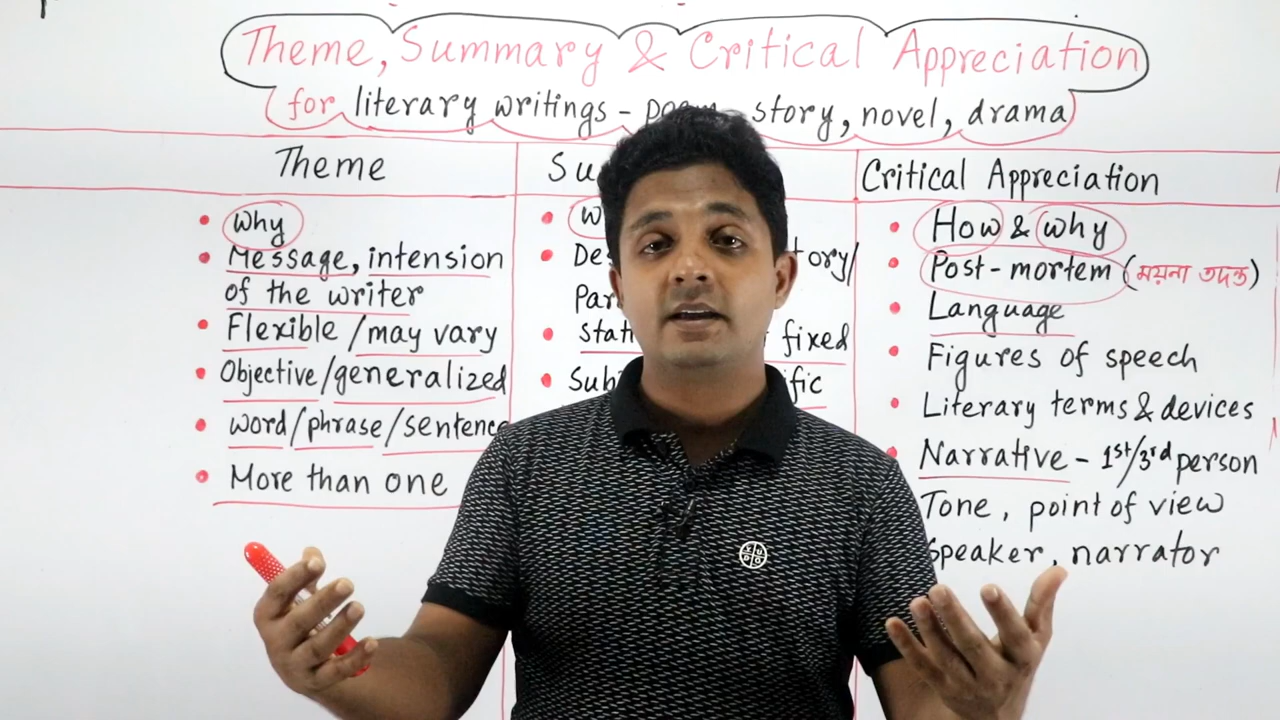 Theme, Summary & Critical Appreciation
for literary writings - poem story, novel, drama
Theme
why
Message, intension
of the writer
Flexible / may vary
Objective/generalized
word/phrase/sentence
More than one
fixed
Critical Appreciation
How & why
Post-mortem (ময়না তদন্ত)
Language
Figures of speech
Literary terms & devices
Narrative - 1st/3rd person
Tone, point of view
Speaker, narrator